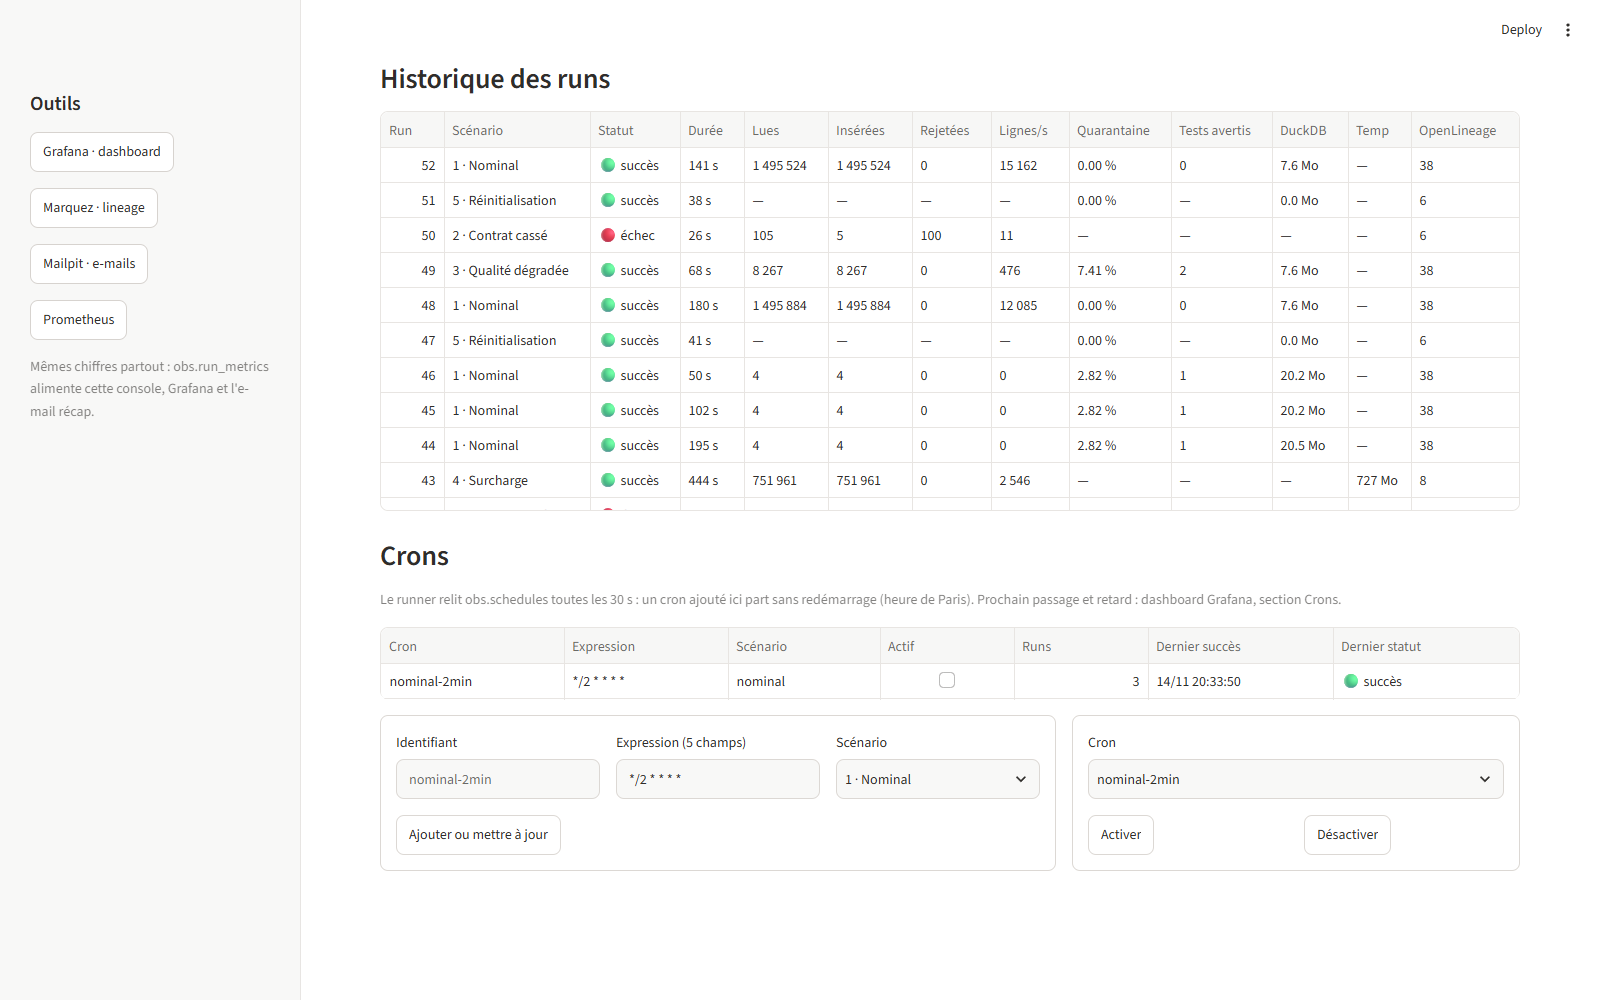 Deploy
Outils
Grafana · dashboard
Marquez · lineage
Mailpit · e-mails
Prometheus
Mêmes chiffres partout : obs.run_metrics
alimente cette console, Grafana et l'e-
mail récap.
Historique des runs
Run Scénario Statut Durée Lues Insérées Rejetées Lignes/s Quarantaine Tests avertis DuckDB Temp OpenLineage
52 1 · Nominal succès 141 s 1 495 524 1 495 524 0 15 162 0.00 % 0 7.6 Mo — 38
51 5 · Réinitialisation succès 38 s — — — — 0.00 % — 0.0 Mo — 6
50 2 · Contrat cassé échec 26 s 105 5 100 11 — — — — 6
49 3 · Qualité dégradée succès 68 s 8 267 8 267 0 476 7.41 % 2 7.6 Mo — 38
48 1 · Nominal succès 180 s 1 495 884 1 495 884 0 12 085 0.00 % 0 7.6 Mo — 38
47 5 · Réinitialisation succès 41 s — — — — 0.00 % — 0.0 Mo — 6
46 1 · Nominal succès 50 s 4 4 0 0 2.82 % 1 20.2 Mo — 38
45 1 · Nominal succès 102 s 4 4 0 0 2.82 % 1 20.2 Mo — 38
44 1 · Nominal succès 195 s 4 4 0 0 2.82 % 1 20.5 Mo — 38
43 4 · Surcharge succès 444 s 751 961 751 961 0 2 546 — — — 727 Mo 8
Crons
Le runner relit obs.schedules toutes les 30 s : un cron ajouté ici part sans redémarrage (heure de Paris). Prochain passage et retard : dashboard Grafana, section Crons.
Cron Expression Scénario Actif Runs Dernier succès Dernier statut
nominal-2min */2 * * * * nominal 3 14/11 20:33:50 succès
Identifiant Expression (5 champs) Scénario
nominal-2min */2 * * * * 1 · Nominal
Ajouter ou mettre à jour
Cron
nominal-2min
Activer Désactiver